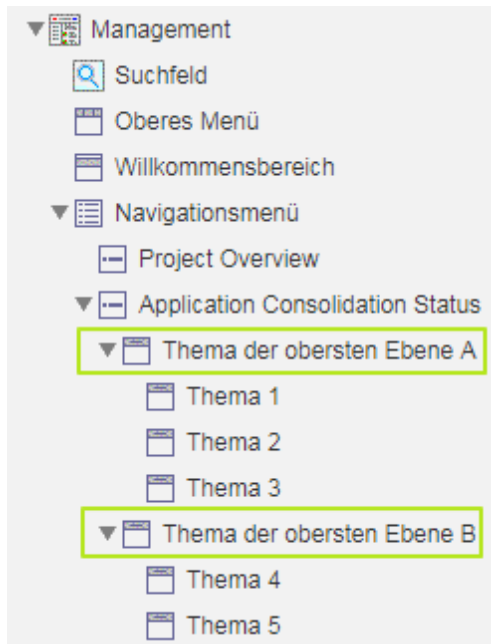 Management
Suchfeld
Oberes Menü
Willkommensbereich
Navigationsmenü
Project Overview
Application Consolidation Status
Thema der obersten Ebene A
Thema 1
Thema 2
Thema 3
Thema der obersten Ebene B
Thema 4
Thema 5